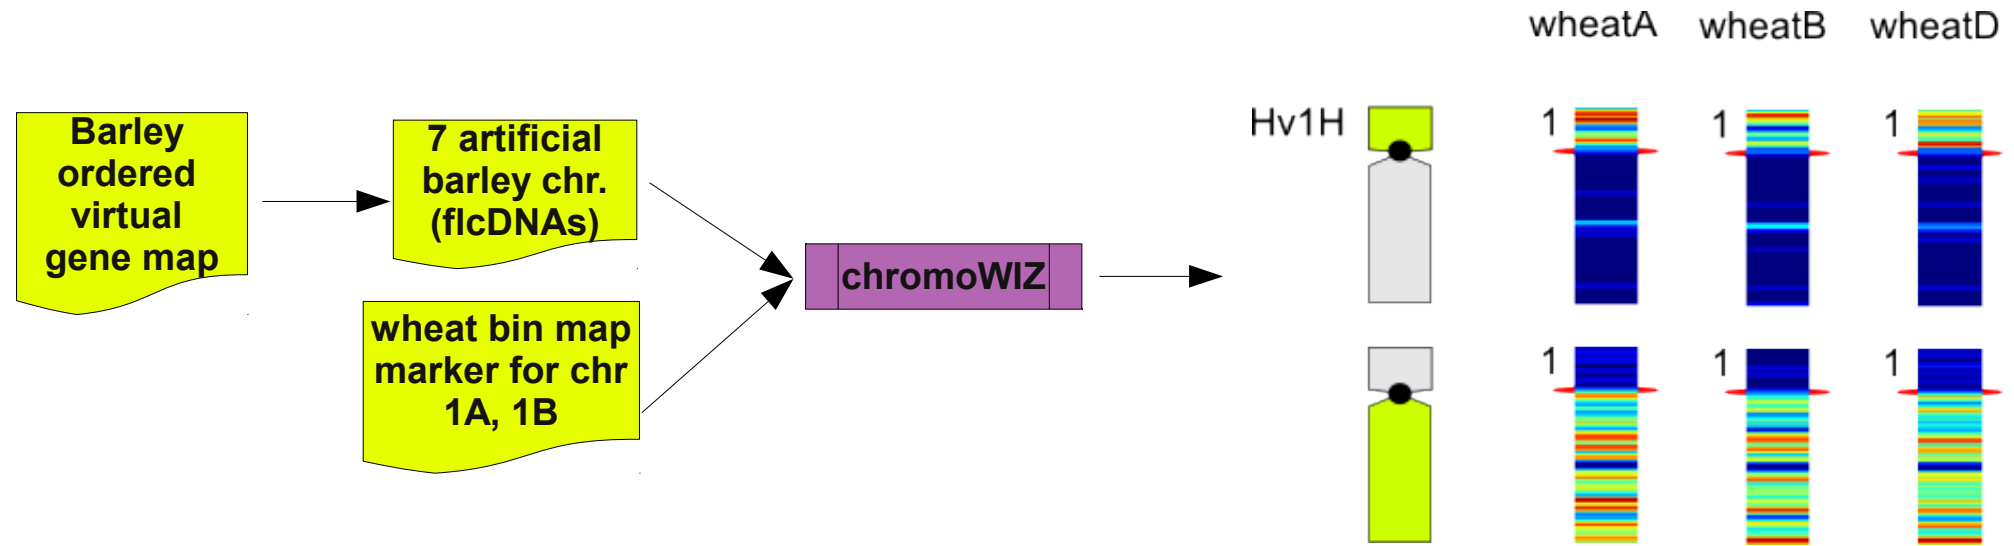 Barley
ordered
virtual
gene map
7 artificial
barley chr.
(flcDNAs)
wheat bin map
marker for chr
1A, 1B
chromoWIZ
wheatA wheatB wheatD
Hv1H 1 1 1
1 1 1